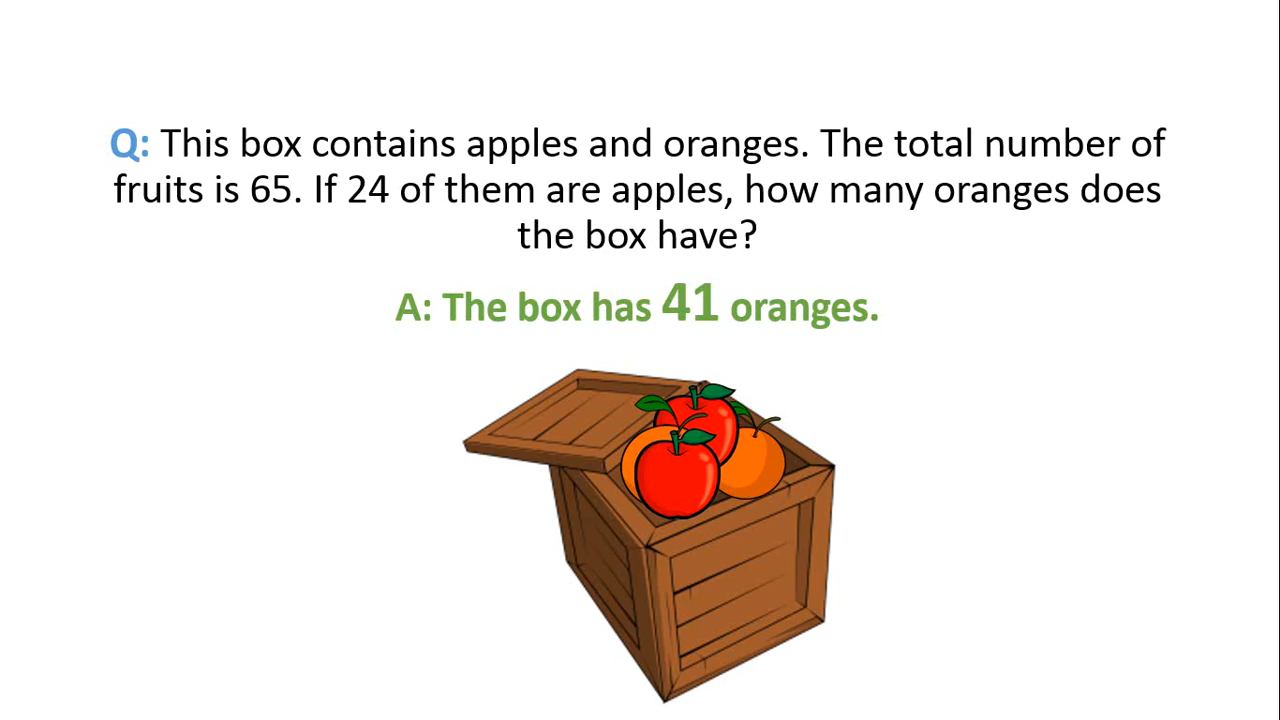 Q: This box contains apples and oranges. The total number of
fruits is 65. If 24 of them are apples, how many oranges does
the box have?
A: The box has 41 oranges.